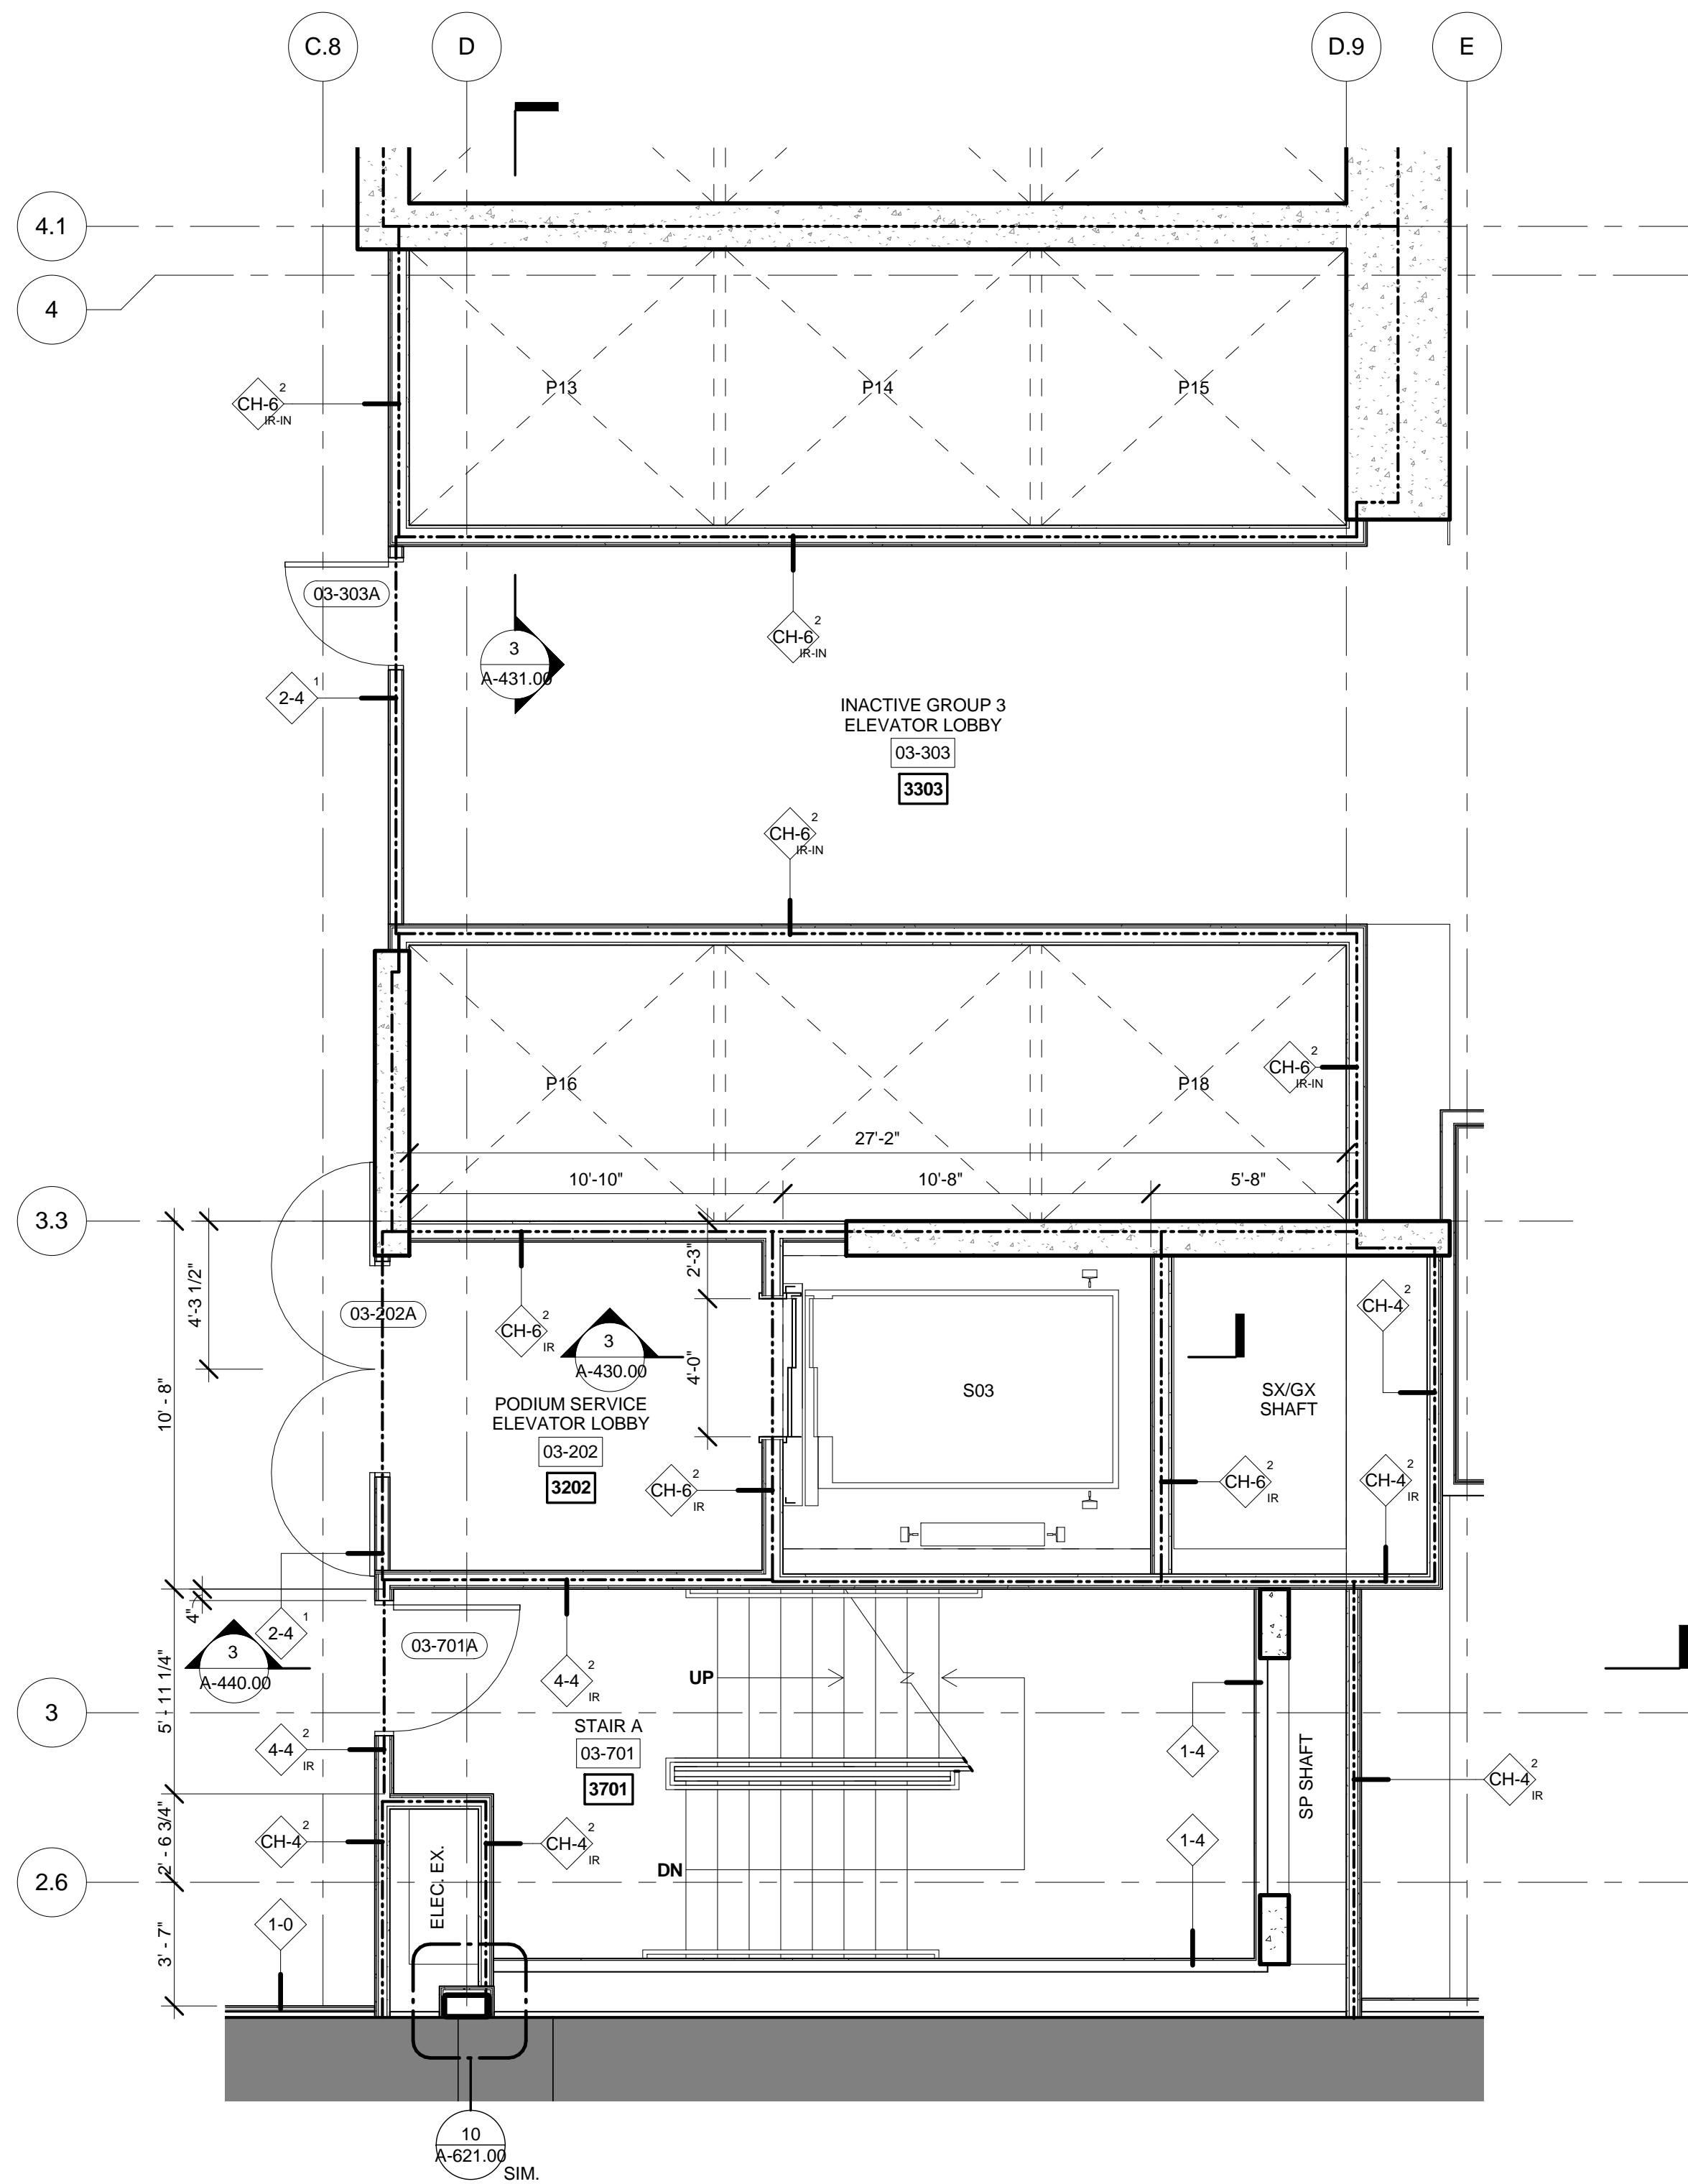 C.8
D
D.9
E
4.1
4
P13
P14
P15
CH-6
2
IR-IN
03-303A
CH-6
2
IR-IN
3
A-431.00
2-4
1
INACTIVE GROUP 3
ELEVATOR LOBBY
03-303
3303
CH-6
2
IR-IN
P16
P18
CH-6
2
IR-IN
27'-2"
10'-10"
10'-8"
5'-8"
3.3
4'-3 1/2"
2'-3"
03-202A
CH-6
2
IR
3
A-430.00
4'-0"
CH-4
2
10' - 8"
PODIUM SERVICE
ELEVATOR LOBBY
03-202
3202
S03
SX/GX
SHAFT
CH-6
2
IR
CH-6
2
IR
CH-4
2
IR
4"
2-4
1
03-701A
3
A-440.00
4-4
2
IR
UP
5' - 11 1/4"
3
STAIR A
03-701
3701
4-4
2
IR
1-4
SP SHAFT
CH-4
2
IR
2' - 6 3/4"
CH-4
2
CH-4
2
IR
1-4
2.6
ELEC. EX.
DN
1-0
3' - 7"
10
A-621.00
SIM.